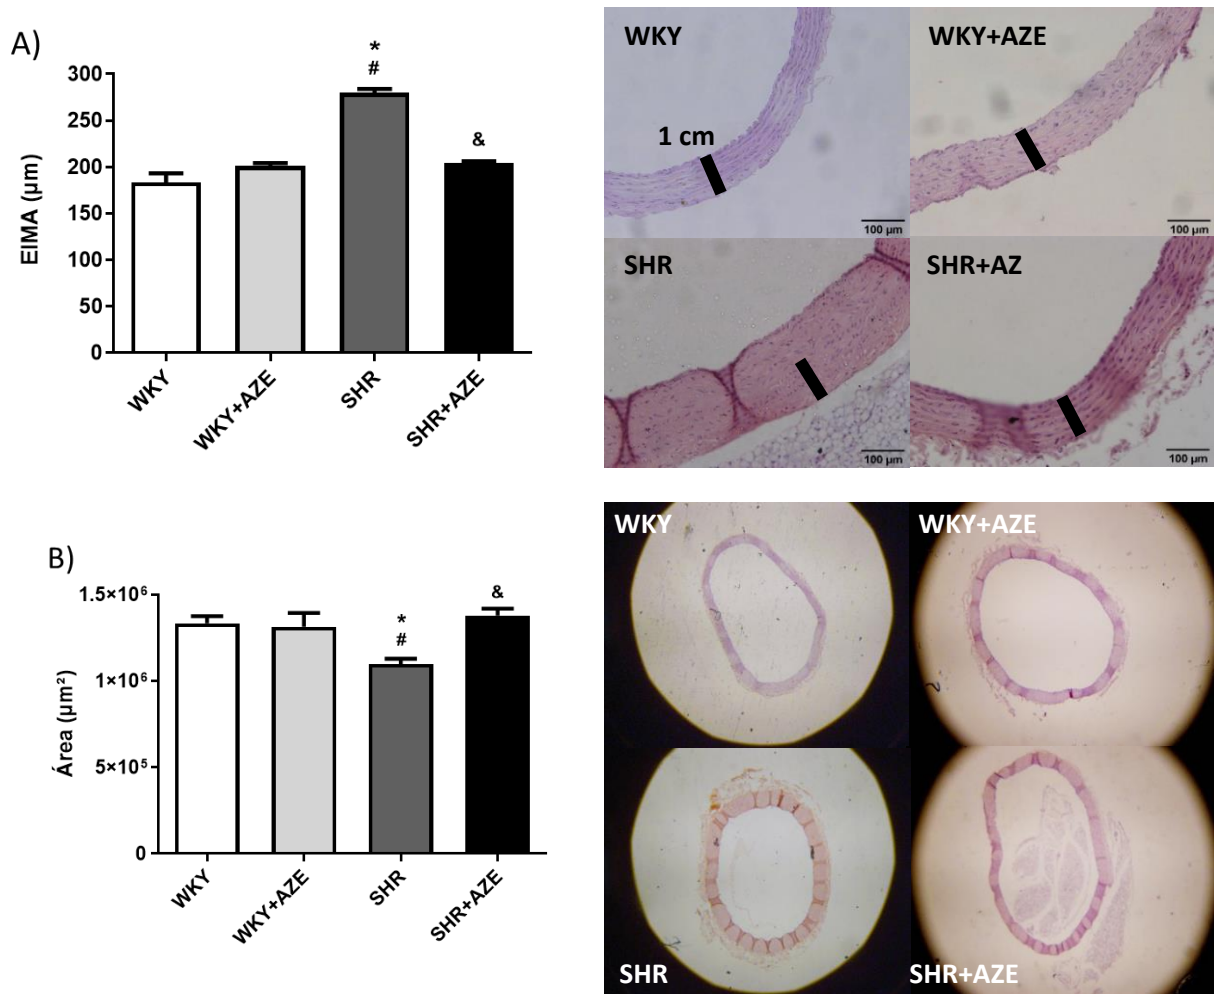 A)
*
#
&
300
250
200
150
100
50
0
EIMA (µm)
WKY
WKY+AZE
SHR
SHR+AZE
WKY
1 cm
100 µm
WKY+AZE
100 µm
SHR
100 µm
SHR+AZ
100 µm
B)
*
#
&
1.5×10⁶
1×10⁶
5×10⁵
0
Área (µm²)
WKY
WKY+AZE
SHR
SHR+AZE
WKY
WKY+AZE
SHR
SHR+AZE